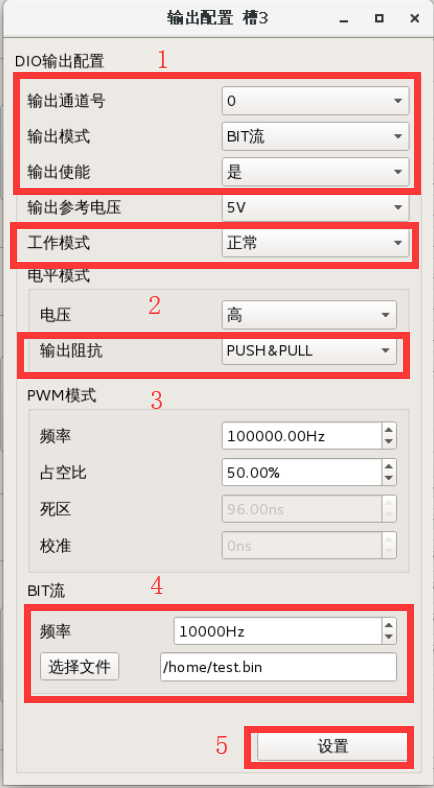 输出配置 槽3
DIO输出配置 1
输出通道号 0
输出模式 BIT流
输出使能 是
输出参考电压 5V
工作模式 正常
电平模式
2
电压 高
输出阻抗 PUSH&PULL
PWM模式 3
频率 100000.00Hz
占空比 50.00%
死区 96.00ns
校准 0ns
BIT流 4
频率 10000Hz
选择文件 /home/test.bin
5 设置